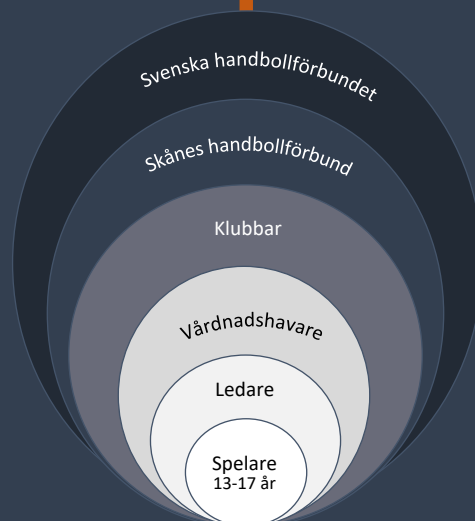 Svenska handbollförbundet
Skånes handbollförbund
Klubbar
Vårdnadshavare
Ledare
Spelare
13-17 år